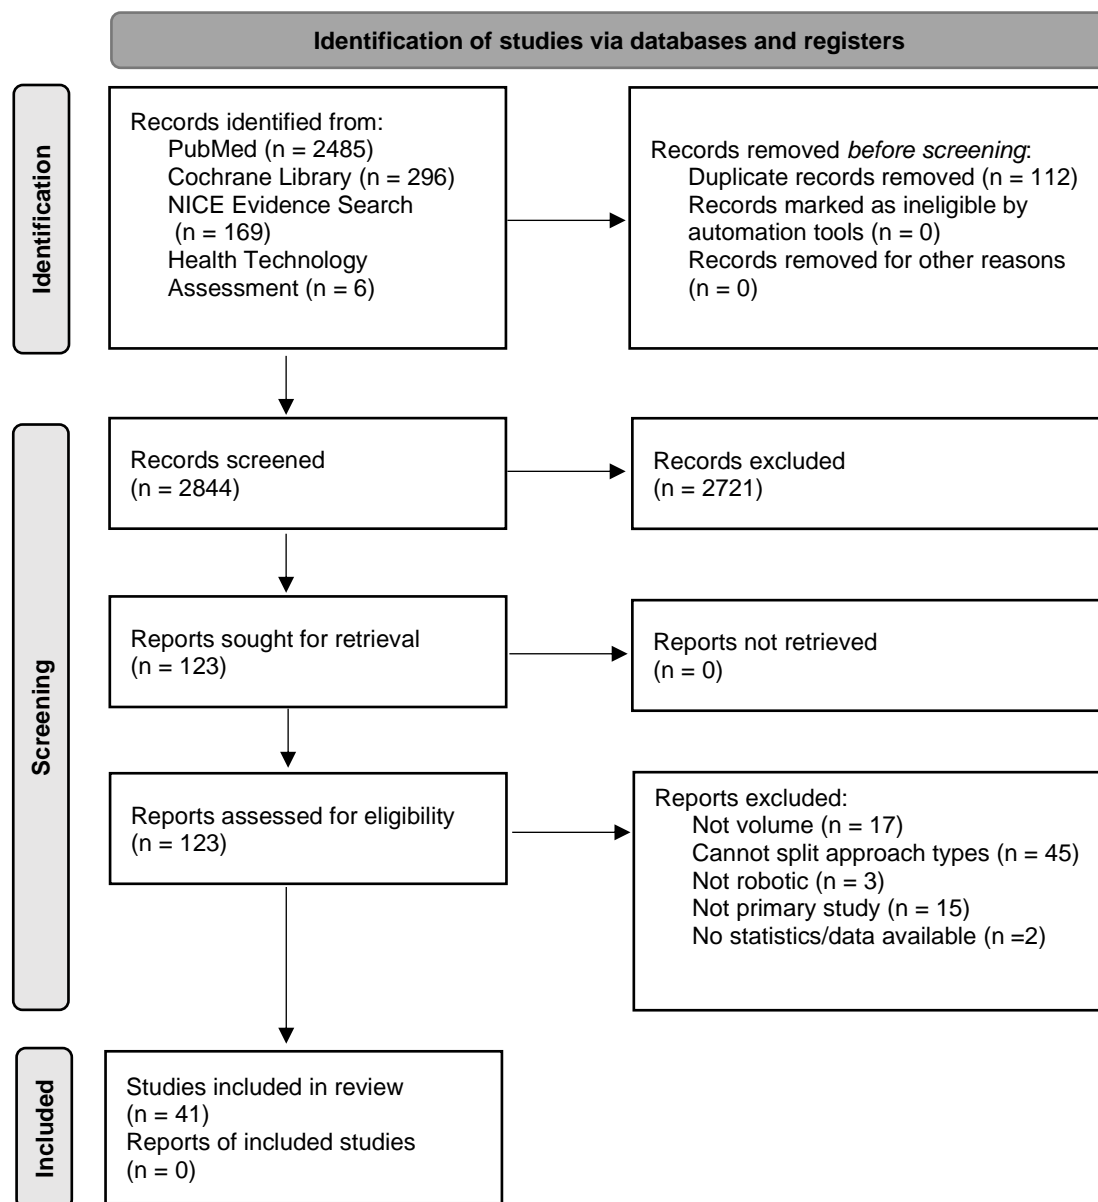 Identification of studies via databases and registers
Identification
Records identified from:
PubMed (n = 2485)
Cochrane Library (n = 296)
NICE Evidence Search
(n = 169)
Health Technology
Assessment (n = 6)
Records removed before screening:
Duplicate records removed (n = 112)
Records marked as ineligible by
automation tools (n = 0)
Records removed for other reasons
(n = 0)
Screening
Records screened
(n = 2844)
Records excluded
(n = 2721)
Reports sought for retrieval
(n = 123)
Reports not retrieved
(n = 0)
Reports assessed for eligibility
(n = 123)
Reports excluded:
Not volume (n = 17)
Cannot split approach types (n = 45)
Not robotic (n = 3)
Not primary study (n = 15)
No statistics/data available (n =2)
Included
Studies included in review
(n = 41)
Reports of included studies
(n = 0)